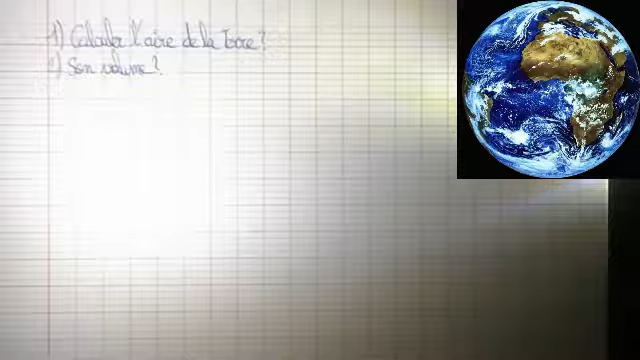 1) Calculer l'aire de la Terre ?
2) Son volume ?